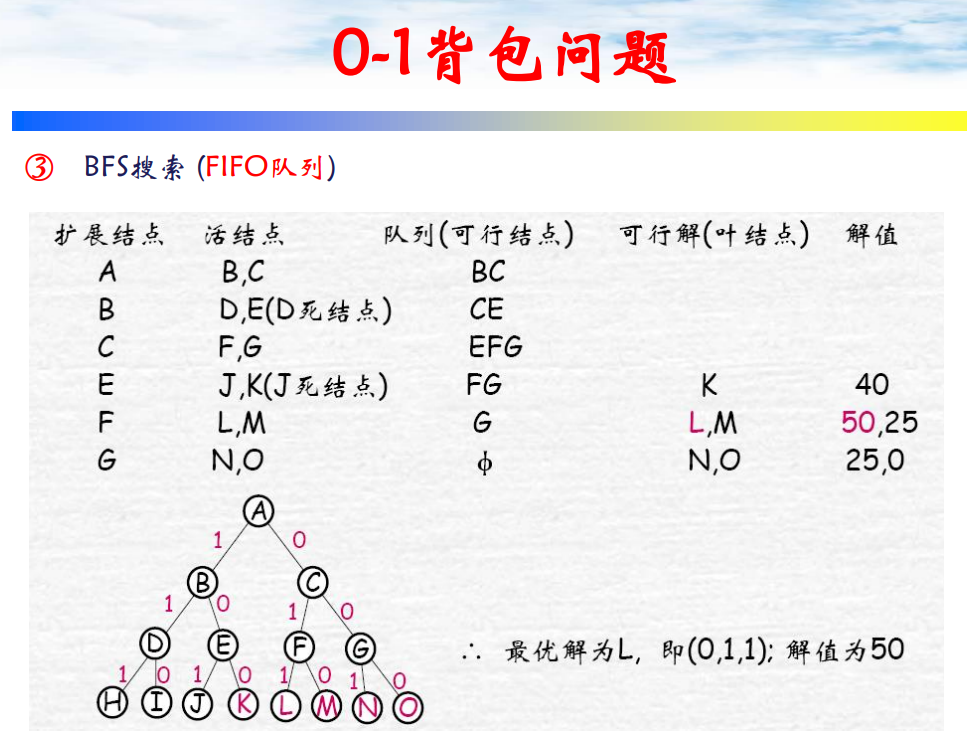 0-1背包问题
③ BFS搜索 (FIFO队列)
扩展结点 活结点 队列(可行结点) 可行解(叶结点) 解值
A B,C BC
B D,E(D死结点) CE
C F,G EFG
E J,K(J死结点) FG K 40
F L,M G L,M 50,25
G N,O ϕ N,O 25,0
A
1 0
B C
1 0 1 0
D E F G
∴ 最优解为L, 即(0,1,1); 解值为50
1 0 1 0 1 0 1 0
H I J K L M N O